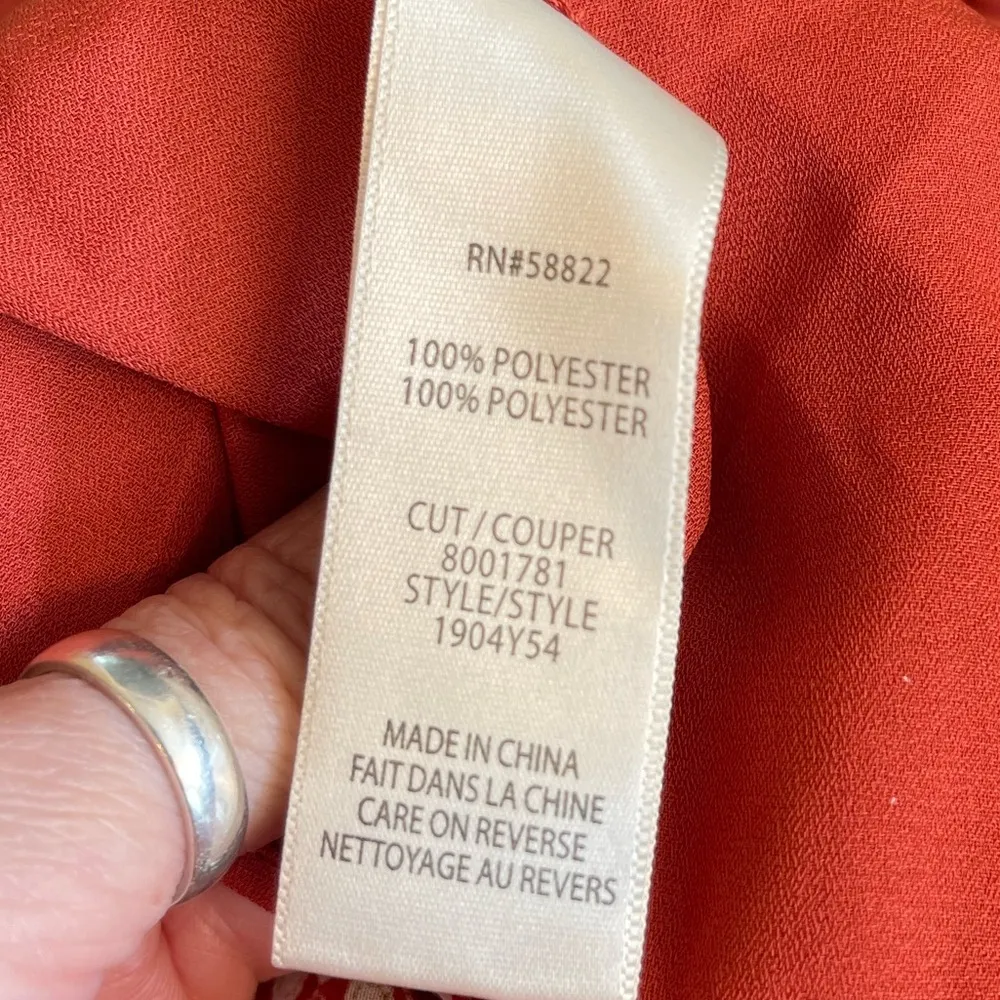 RN#58822
100% POLYESTER
100% POLYESTER
CUT / COUPER
8001781
STYLE/STYLE
1904Y54
MADE IN CHINA
FAIT DANS LA CHINE
CARE ON REVERSE
NETTOYAGE AU REVERS